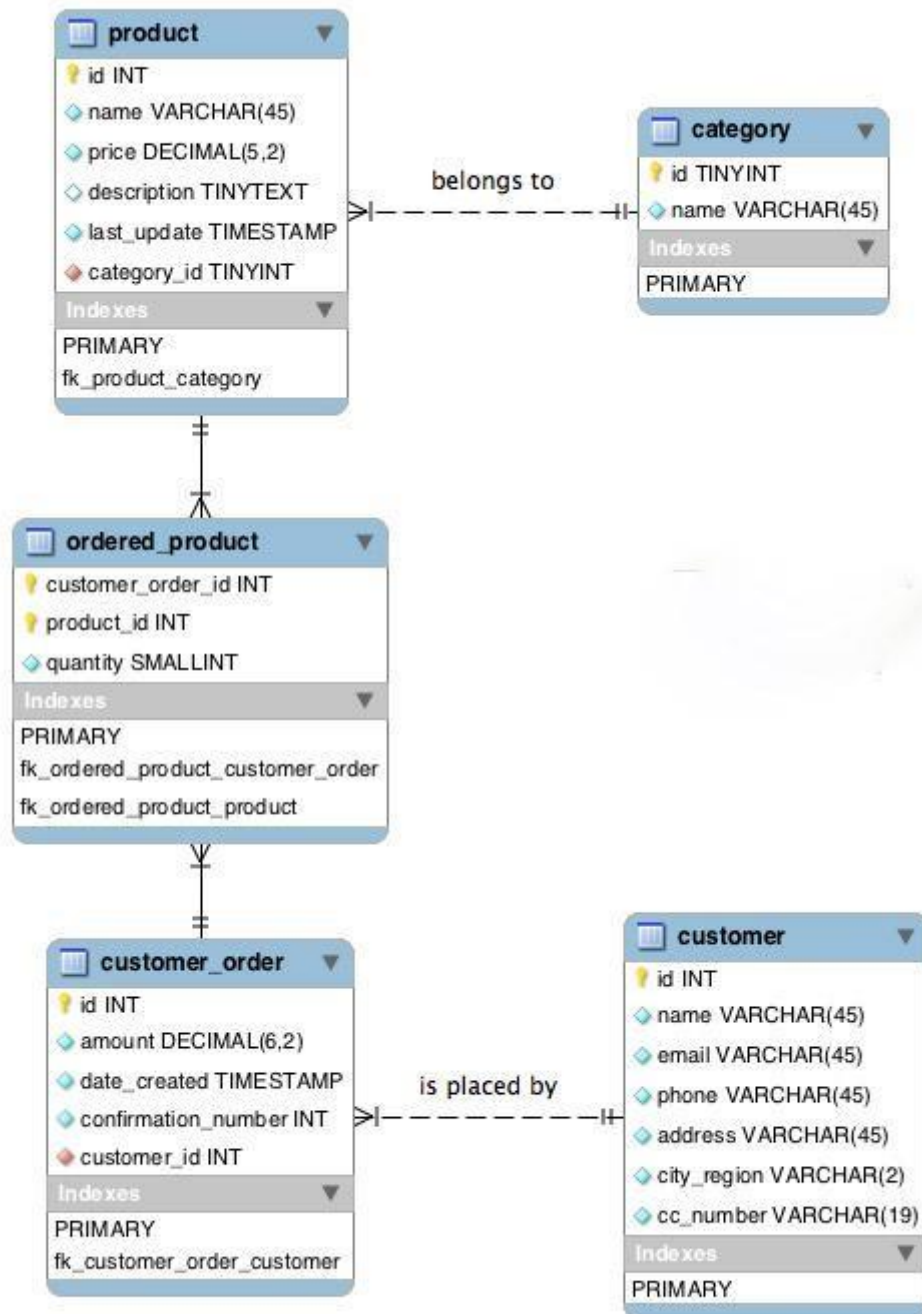 product
id INT
name VARCHAR(45)
price DECIMAL(5,2)
description TINYTEXT
last_update TIMESTAMP
category_id TINYINT
Indexes
PRIMARY
fk_product_category
belongs to
category
id TINYINT
name VARCHAR(45)
Indexes
PRIMARY
ordered_product
customer_order_id INT
product_id INT
quantity SMALLINT
Indexes
PRIMARY
fk_ordered_product_customer_order
fk_ordered_product_product
customer_order
id INT
amount DECIMAL(6,2)
date_created TIMESTAMP
confirmation_number INT
customer_id INT
Indexes
PRIMARY
fk_customer_order_customer
is placed by
customer
id INT
name VARCHAR(45)
email VARCHAR(45)
phone VARCHAR(45)
address VARCHAR(45)
city_region VARCHAR(2)
cc_number VARCHAR(19)
Indexes
PRIMARY